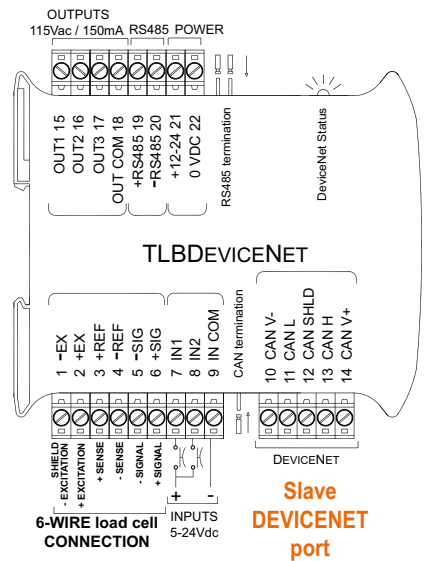 OUTPUTS
115Vac / 150mA
RS485
POWER
OUT1 15
OUT2 16
OUT3 17
OUT COM 18
+RS485 19
-RS485 20
+12-24 21
0 VDC 22
RS485 termination
DeviceNet Status
TLBDEVICENET
1 -EX
2 +EX
3 +REF
4 -REF
5 -SIG
6 +SIG
7 IN1
8 IN2
9 IN COM
CAN termination
10 CAN V-
11 CAN L
12 CAN SHLD
13 CAN H
14 CAN V+
SHIELD
- EXCITATION
+ EXCITATION
+ SENSE
- SENSE
- SIGNAL
+ SIGNAL
+ -
6-WIRE load cell
CONNECTION
INPUTS
5-24Vdc
DEVICENET
Slave
DEVICENET
port